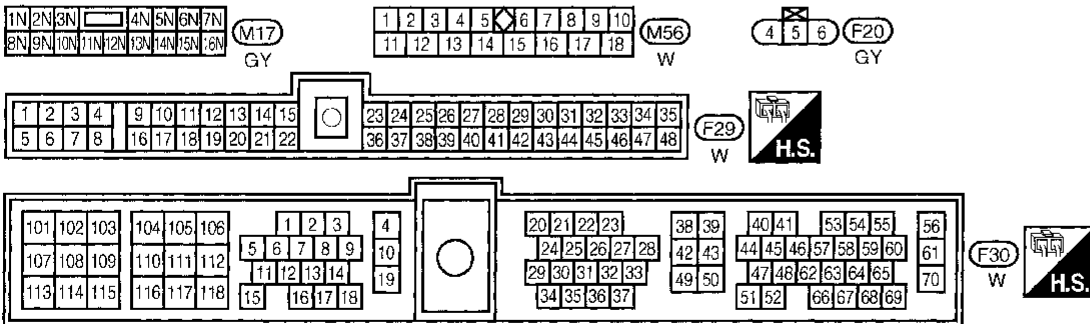 1N 2N 3N 4N 5N 6N 7N
8N 9N 10N 11N 12N 13N 14N 15N 16N
M17
GY
1 2 3 4 5 6 7 8 9 10
11 12 13 14 15 16 17 18
M56
W
4 5 6
F20
GY
1 2 3 4 9 10 11 12 13 14 15 23 24 25 26 27 28 29 30 31 32 33 34 35
5 6 7 8 16 17 18 19 20 21 22 36 37 38 39 40 41 42 43 44 45 46 47 48
F29
W
H.S.
101 102 103 104 105 106 1 2 3 4 20 21 22 23 38 39 40 41 53 54 55 56
107 108 109 110 111 112 5 6 7 8 9 10 24 25 26 27 28 42 43 44 45 46 57 58 59 60 61
11 12 13 14 19 29 30 31 32 33 49 50 47 48 62 63 64 65 70
113 114 115 116 117 118 15 16 17 18 34 35 36 37 51 52 66 67 68 69
F30
W
H.S.